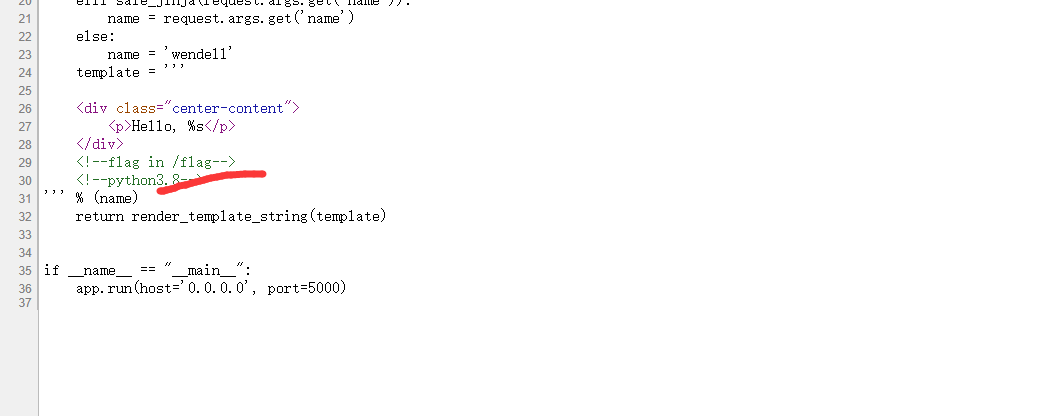 20 elif safe_jinja(request.args.get('name')):
21 name = request.args.get('name')
22 else:
23 name = 'wendell'
24 template = '''
25
26 <div class="center-content">
27 <p>Hello, %s</p>
28 </div>
29 <!--flag in /flag-->
30 <!--python3.8-->
31 ''' % (name)
32 return render_template_string(template)
33
34
35 if __name__ == "__main__":
36 app.run(host='0.0.0.0', port=5000)
37